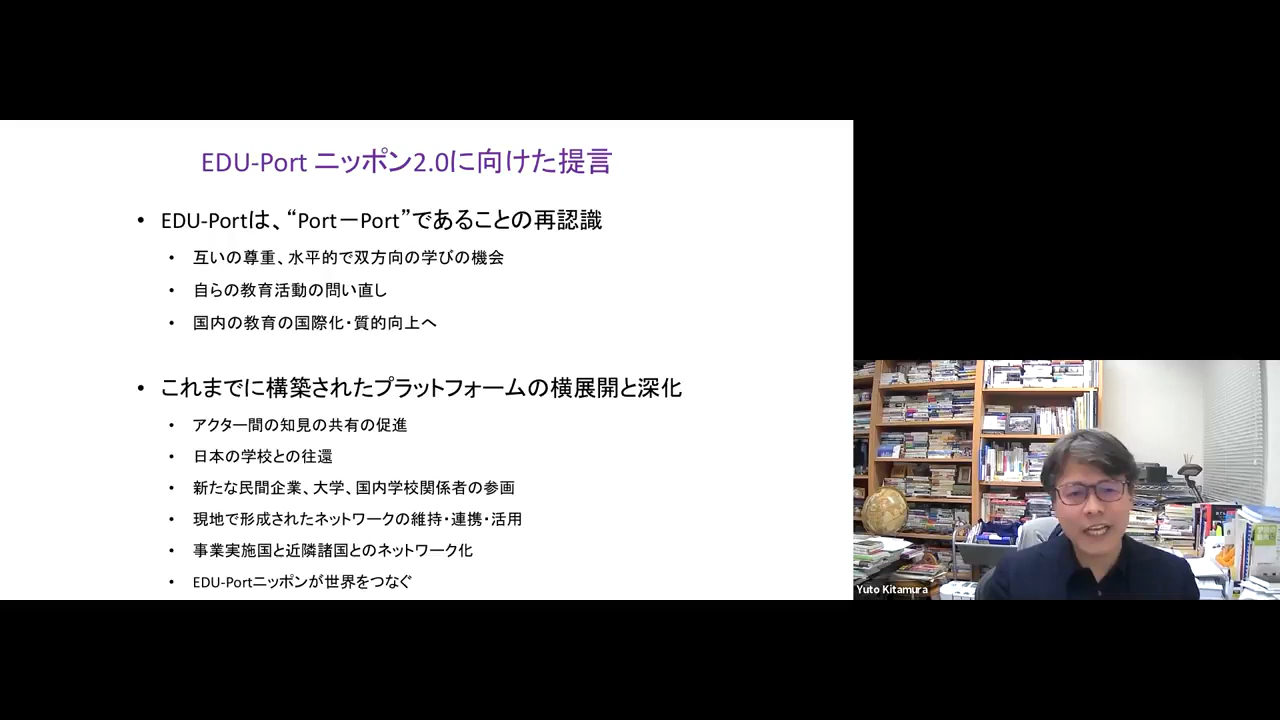 EDU-Port ニッポン2.0に向けた提言
• EDU-Portは、“Port－Port”であることの再認識
• 互いの尊重、水平的で双方向の学びの機会
• 自らの教育活動の問い直し
• 国内の教育の国際化・質的向上へ
• これまでに構築されたプラットフォームの横展開と深化
• アクター間の知見の共有の促進
• 日本の学校との往還
• 新たな民間企業、大学、国内学校関係者の参画
• 現地で形成されたネットワークの維持・連携・活用
• 事業実施国と近隣諸国とのネットワーク化
• EDU-Portニッポンが世界をつなぐ
Yuto Kitamura